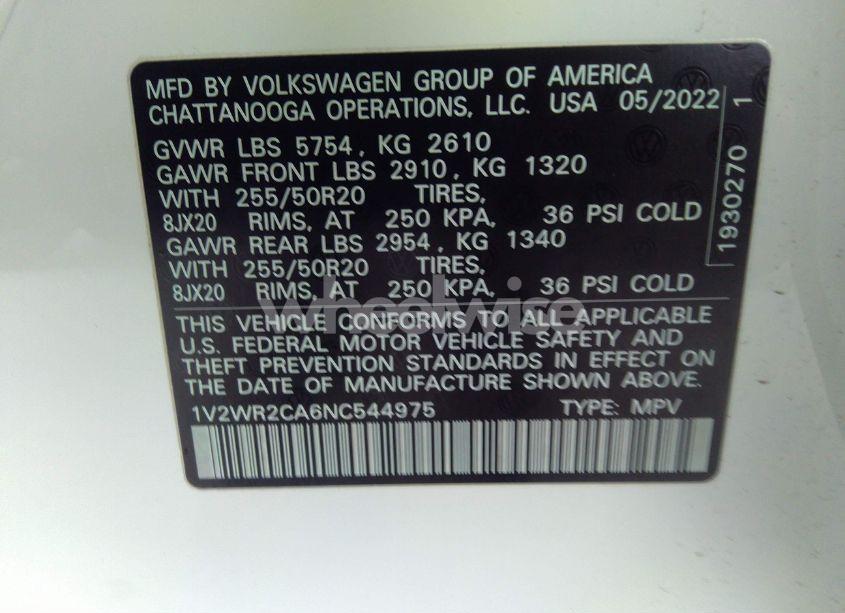 MFD BY VOLKSWAGEN GROUP OF AMERICA
CHATTANOOGA OPERATIONS, LLC. USA 05/2022
GVWR LBS 5754, KG 2610
GAWR FRONT LBS 2910, KG 1320
WITH 255/50R20 TIRES,
8JX20 RIMS, AT 250 KPA, 36 PSI COLD
GAWR REAR LBS 2954, KG 1340
WITH 255/50R20 TIRES,
8JX20 RIMS, AT 250 KPA, 36 PSI COLD
THIS VEHICLE CONFORMS TO ALL APPLICABLE
U.S. FEDERAL MOTOR VEHICLE SAFETY AND
THEFT PREVENTION STANDARDS IN EFFECT ON
THE DATE OF MANUFACTURE SHOWN ABOVE.
1V2WR2CA6NC544975 TYPE: MPV
1930270 1
wheelwise